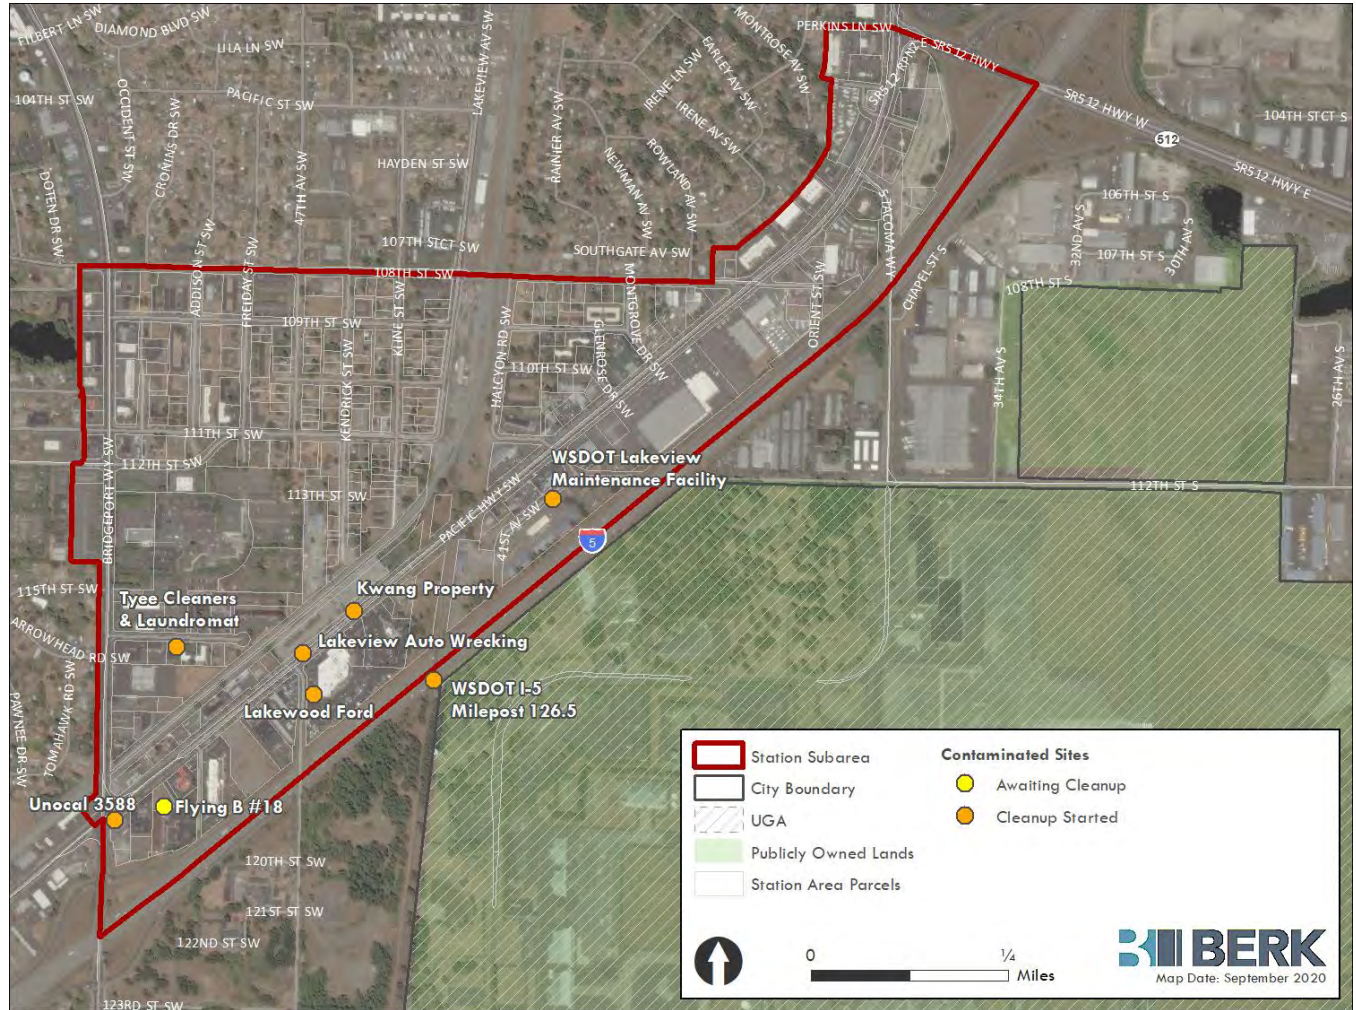 FILBERT LN SW
DIAMOND BLVD SW
LILA LN SW
LAKEVIEW AV SW
MONTROSE AV SW
PERKINS LN SW
EARLEY AV SW
IRENE LN SW
SR512 HWY
SR512 HWY W
104TH ST SW
OCCIDENT ST SW
PACIFIC ST SW
CRONINS DR SW
RAINIER AV SW
IRENE AV SW
104TH STCT S
512
SR512 HWY E
HAYDEN ST SW
47TH AV SW
ROWLAND AV SW
NEWMAN AV SW
DOTEN DR SW
106TH ST S
32ND AV S
30TH AV S
107TH ST S
S TACOMA WY
107TH STCT SW
SOUTHGATE AV SW
ADDISON ST SW
FREIDAY ST SW
108TH ST SW
CHAPEL ST S
108TH ST S
MONTGROVE DR SW
ORIENT ST SW
109TH ST SW
KLINE ST SW
HALCYON RD SW
GLENROSE DR SW
110TH ST SW
34TH AV S
26TH AV S
KENDRICK ST SW
111TH ST SW
112TH ST SW
BRIDGEPORT WY SW
WSDOT Lakeview
Maintenance Facility
113TH ST SW
PACIFIC HWY SW
41ST AV SW
112TH ST S
5
115TH ST SW
Tyee Cleaners
& Laundromat
Kwang Property
ARROWHEAD RD SW
Lakeview Auto Wrecking
TOMAHAWK RD SW
PAWNEE DR SW
WSDOT I-5
Milepost 126.5
Lakewood Ford
Unocal 3588
Flying B #18
120TH ST SW
121ST ST SW
122ND ST SW
123RD ST SW
Station Subarea
City Boundary
UGA
Publicly Owned Lands
Station Area Parcels
Contaminated Sites
Awaiting Cleanup
Cleanup Started
0
¼
Miles
BERK
Map Date: September 2020